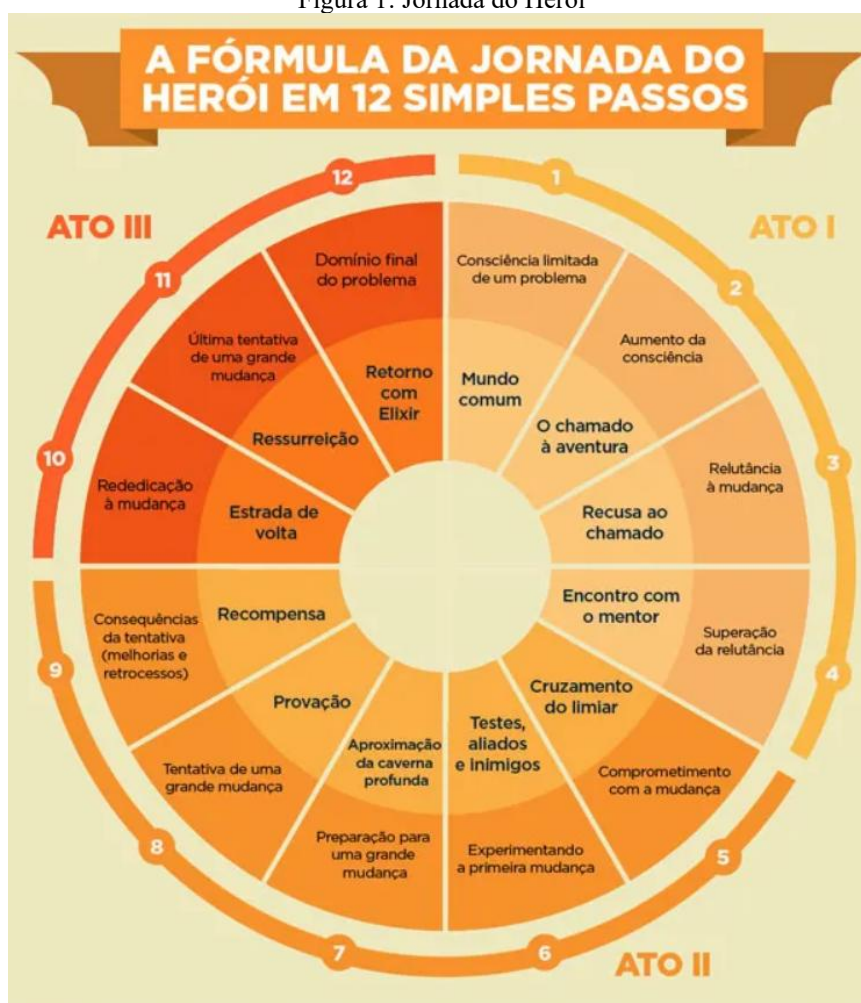 Figura 1: Jornada do Herói
A FÓRMULA DA JORNADA DO
HERÓI EM 12 SIMPLES PASSOS
ATO I
1
Consciência limitada
de um problema
Mundo
comum
2
Aumento da
consciência
O chamado
à aventura
3
Relutância
à mudança
Recusa ao
chamado
4
Superação
da relutância
Encontro com
o mentor
ATO II
5
Comprometimento
com a mudança
Cruzamento
do limiar
6
Experimentando
a primeira mudança
Testes,
aliados
e inimigos
7
Preparação para
uma grande
mudança
Aproximação
da caverna
profunda
8
Tentativa de uma
grande mudança
Provação
9
Consequências
da tentativa
(melhorias e
retrocessos)
Recompensa
ATO III
10
Rededicação
à mudança
Estrada de
volta
11
Última tentativa
de uma grande
mudança
Ressurreição
12
Domínio final
do problema
Retorno
com
Elixir